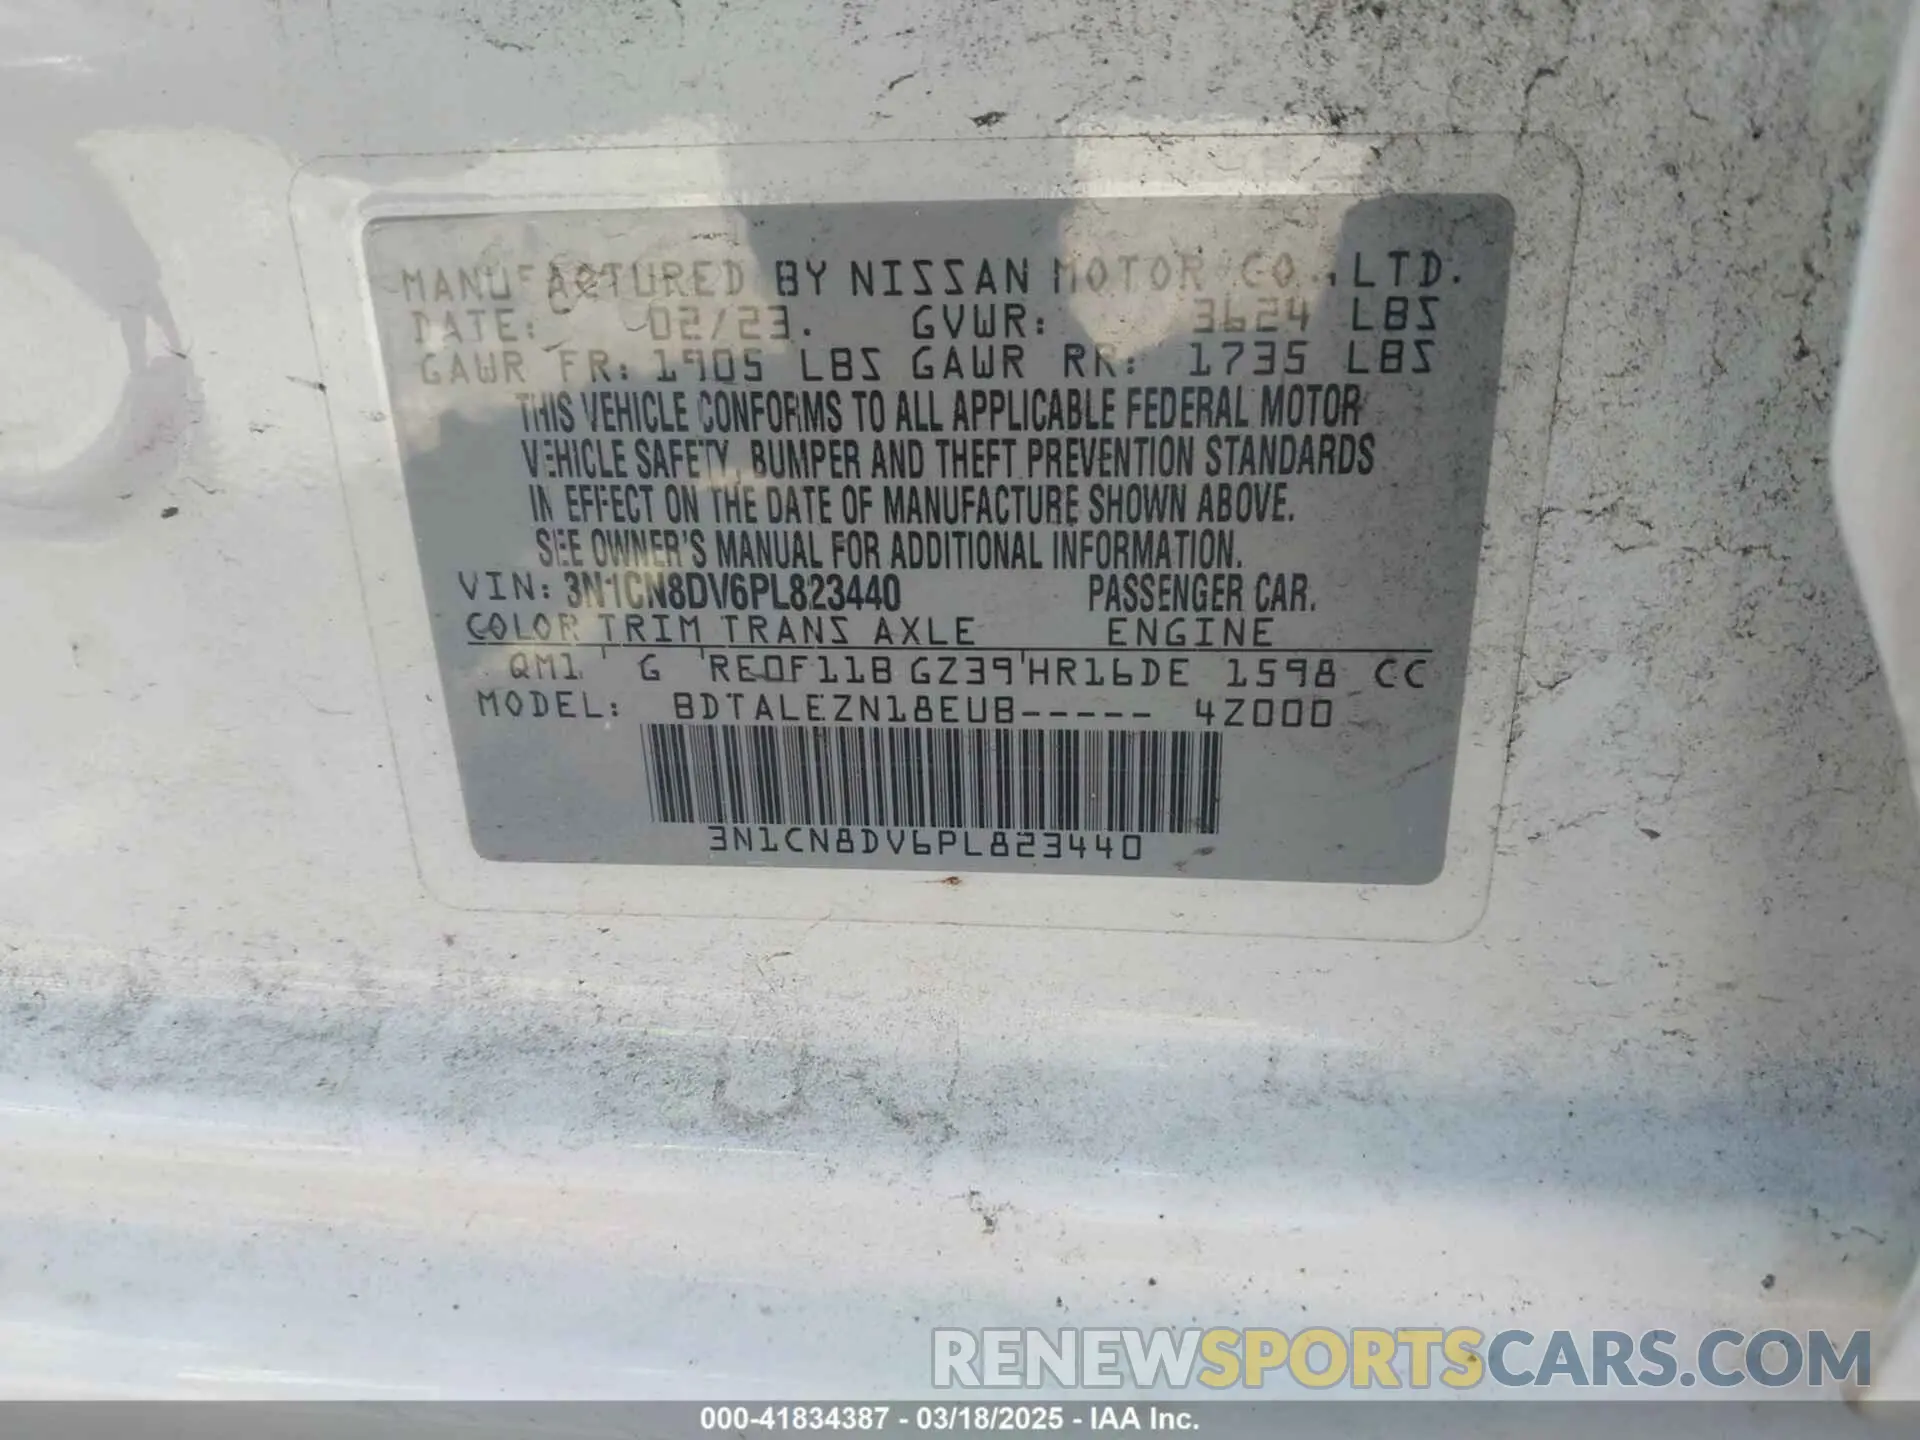 MANUFACTURED BY NISSAN MOTOR CO., LTD.
DATE: 02/23. GVWR: 3624 LBS
GAWR FR: 1905 LBS GAWR RR: 1735 LBS
THIS VEHICLE CONFORMS TO ALL APPLICABLE FEDERAL MOTOR
VEHICLE SAFETY, BUMPER AND THEFT PREVENTION STANDARDS
IN EFFECT ON THE DATE OF MANUFACTURE SHOWN ABOVE.
SEE OWNER'S MANUAL FOR ADDITIONAL INFORMATION.
VIN: 3N1CN8DV6PL823440 PASSENGER CAR.
COLOR TRIM TRANS AXLE ENGINE
QM1 G RE0F11B GZ39 HR16DE 1598 CC
MODEL: BDTALEZN18EUB----- 4Z000
3N1CN8DV6PL823440
RENEWSPORTSCARS.COM
000-41834387 - 03/18/2025 - IAA Inc.